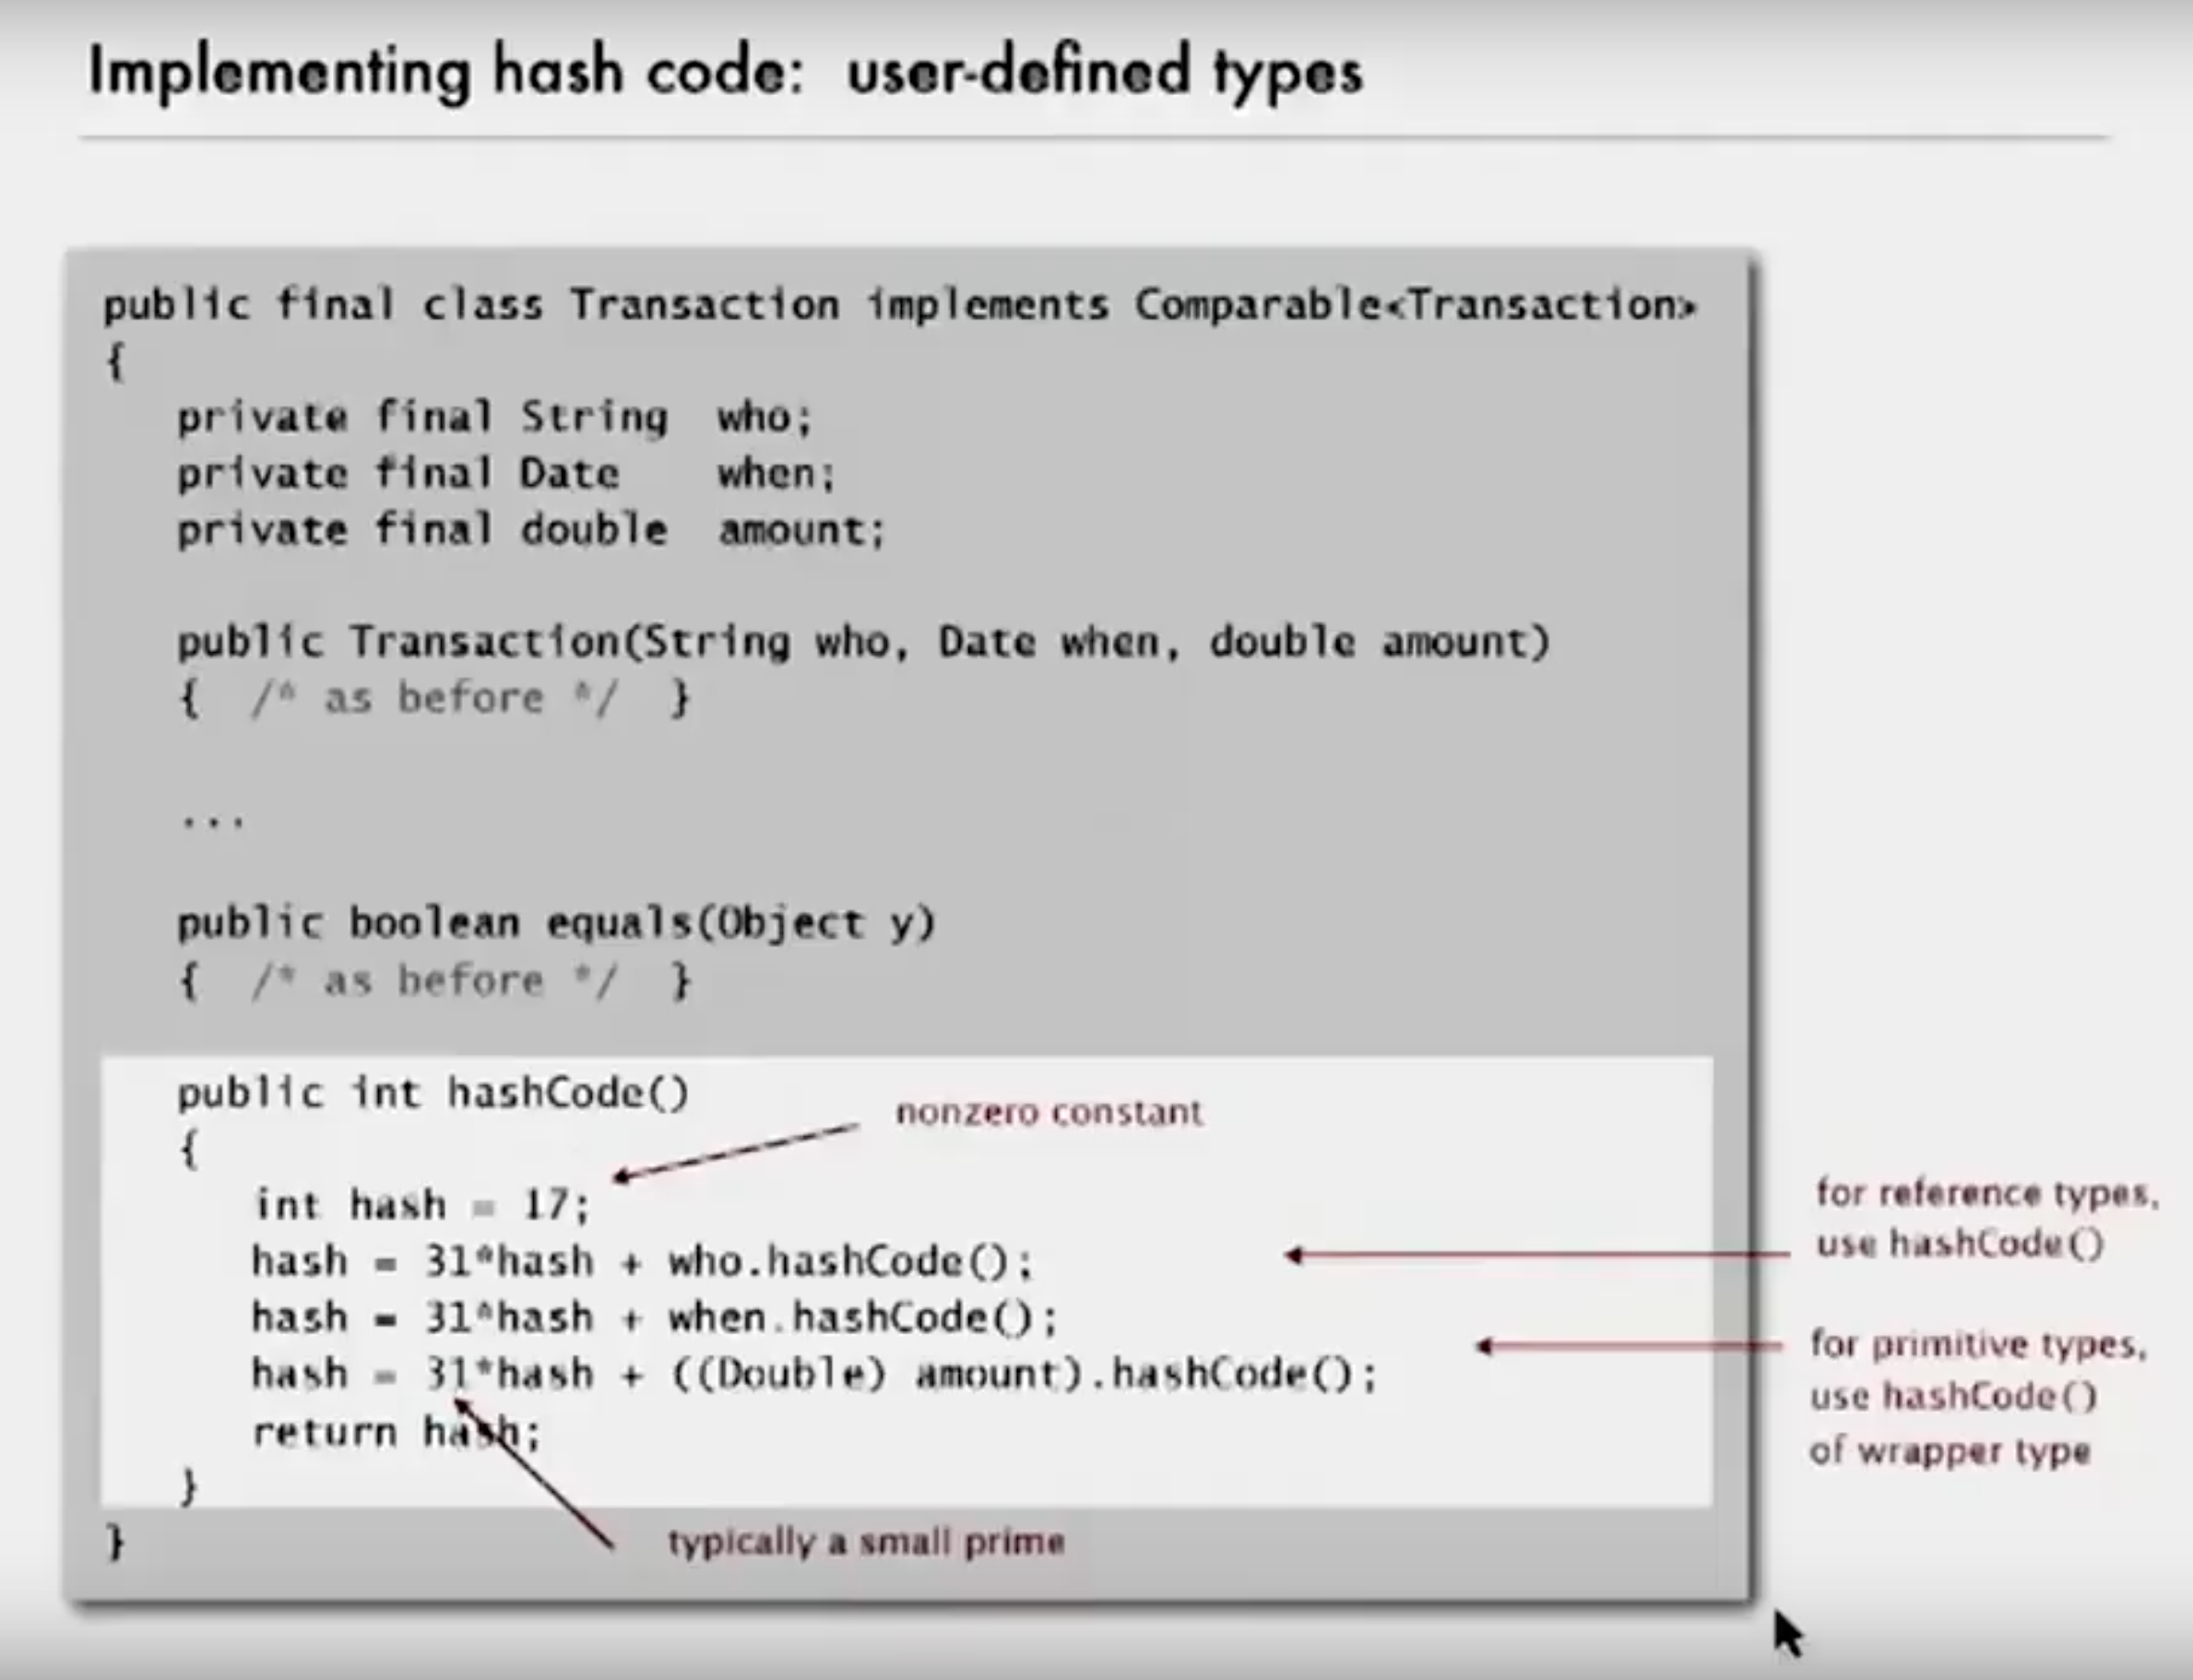 Implementing hash code: user-defined types
public final class Transaction implements Comparable<Transaction>
{
private final String who;
private final Date when;
private final double amount;
public Transaction(String who, Date when, double amount)
{ /* as before */ }
...
public boolean equals(Object y)
{ /* as before */ }
public int hashCode()
nonzero constant
{
int hash = 17;
hash = 31*hash + who.hashCode();
for reference types,
use hashCode()
hash = 31*hash + when.hashCode();
hash = 31*hash + ((Double) amount).hashCode();
for primitive types,
use hashCode()
of wrapper type
return hash;
}
typically a small prime
}